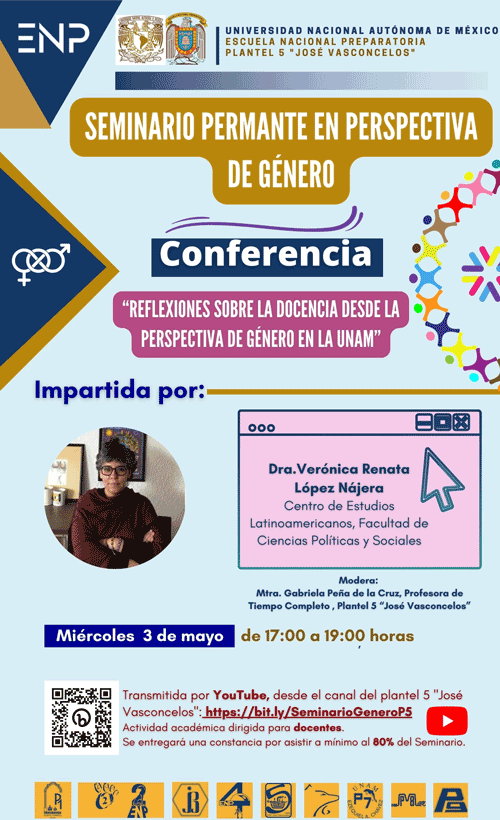 ENP
UNIVERSIDAD NACIONAL AUTÓNOMA DE MÉXICO
ESCUELA NACIONAL PREPARATORIA
PLANTEL 5 "JOSÉ VASCONCELOS"
SEMINARIO PERMANTE EN PERSPECTIVA
DE GÉNERO
Conferencia
“REFLEXIONES SOBRE LA DOCENCIA DESDE LA
PERSPECTIVA DE GÉNERO EN LA UNAM”
Impartida por:
Dra.Verónica Renata
López Nájera
Centro de Estudios
Latinoamericanos, Facultad de
Ciencias Políticas y Sociales
Modera:
Mtra. Gabriela Peña de la Cruz, Profesora de
Tiempo Completo , Plantel 5 “José Vasconcelos”
Miércoles 3 de mayo de 17:00 a 19:00 horas
Transmitida por YouTube, desde el canal del plantel 5 "José
Vasconcelos": https://bit.ly/SeminarioGeneroP5
Actividad académica dirigida para docentes.
Se entregará una constancia por asistir a mínimo al 80% del Seminario.